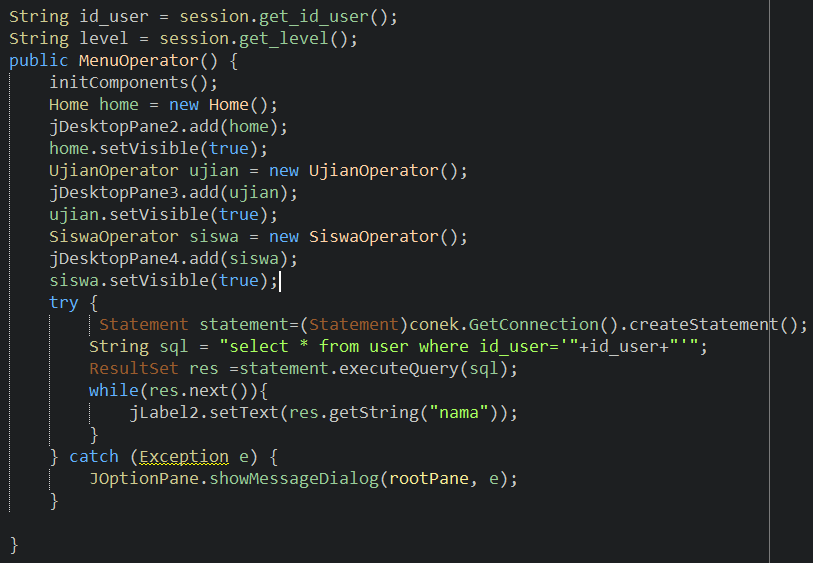 String id_user = session.get_id_user();
String level = session.get_level();
public MenuOperator() {
    initComponents();
    Home home = new Home();
    jDesktopPane2.add(home);
    home.setVisible(true);
    UjianOperator ujian = new UjianOperator();
    jDesktopPane3.add(ujian);
    ujian.setVisible(true);
    SiswaOperator siswa = new SiswaOperator();
    jDesktopPane4.add(siswa);
    siswa.setVisible(true);
    try {
         Statement statement=(Statement)conek.GetConnection().createStatement();
        String sql = "select * from user where id_user='"+id_user+"'";
        ResultSet res =statement.executeQuery(sql);
        while(res.next()){
            jLabel2.setText(res.getString("nama"));
        }
    } catch (Exception e) {
        JOptionPane.showMessageDialog(rootPane, e);
    }
}